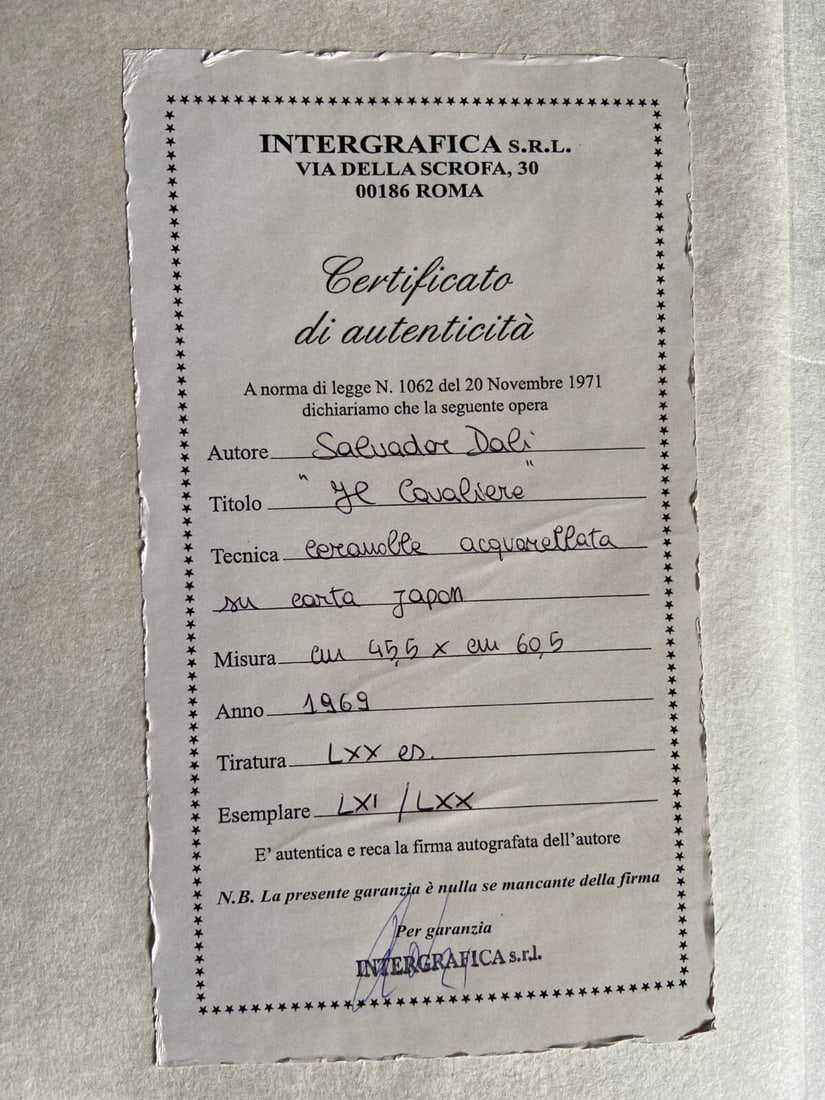 INTERGRAFICA S.R.L.
VIA DELLA SCROFA, 30
00186 ROMA
Certificato
di autenticità
A norma di legge N. 1062 del 20 Novembre 1971
dichiariamo che la seguente opera
Autore Salvador Dali
Titolo "Il Cavaliere"
Tecnica ceramolle acquarellata
su carta Japon
Misura cm 45,5 x cm 60,5
Anno 1969
Tiratura LXX es.
Esemplare LXI / LXX
E' autentica e reca la firma autografata dell'autore
N.B. La presente garanzia è nulla se mancante della firma
Per garanzia
INTERGRAFICA s.r.l.